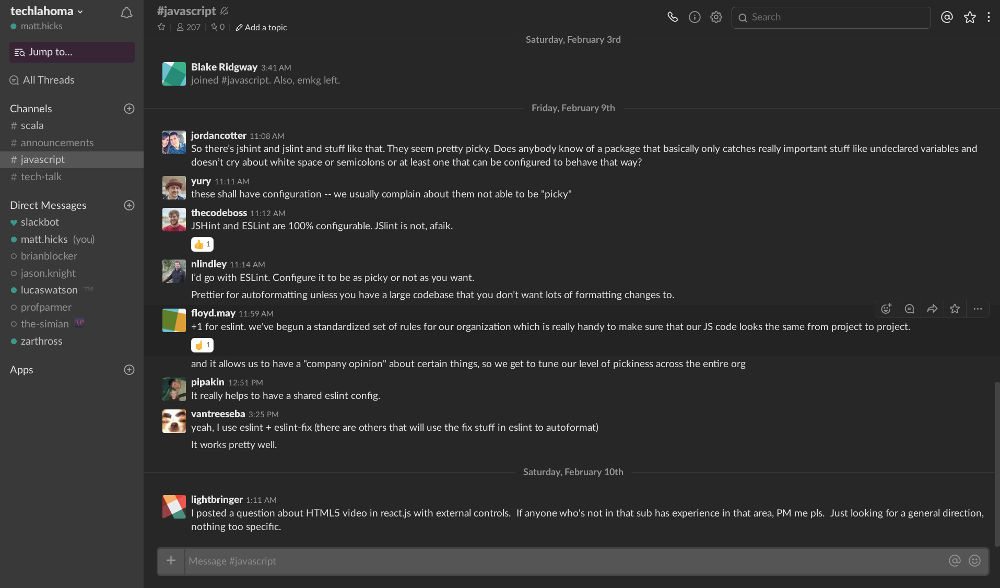 techlahoma
matt.hicks
Jump to...
All Threads
Channels
# scala
# announcements
# javascript
# tech-talk
Direct Messages
slackbot
matt.hicks (you)
brianblocker
jason.knight
lucaswatson
profparmer
the-simian
zarthross
Apps
#javascript
207
0
Add a topic
Search
Saturday, February 3rd
Blake Ridgway 3:41 AM
joined #javascript. Also, emkg left.
Friday, February 9th
jordancotter 11:08 AM
So there's jshint and jslint and stuff like that. They seem pretty picky. Does anybody know of a package that basically only catches really important stuff like undeclared variables and
doesn't cry about white space or semicolons or at least one that can be configured to behave that way?
yury 11:11 AM
these shall have configuration -- we usually complain about them not able to be "picky"
thecodeboss 11:12 AM
JSHint and ESLint are 100% configurable. JSlint is not, afaik.
1
nlindley 11:14 AM
I'd go with ESLint. Configure it to be as picky or not as you want.
Prettier for autoformatting unless you have a large codebase that you don't want lots of formatting changes to.
floyd.may 11:59 AM
+1 for eslint. we've begun a standardized set of rules for our organization which is really handy to make sure that our JS code looks the same from project to project.
1
and it allows us to have a "company opinion" about certain things, so we get to tune our level of pickiness across the entire org
pipakin 12:51 PM
It really helps to have a shared eslint config.
vantreeseba 3:25 PM
yeah, I use eslint + eslint-fix (there are others that will use the fix stuff in eslint to autoformat)
It works pretty well.
Saturday, February 10th
lightbringer 1:11 AM
I posted a question about HTML5 video in react.js with external controls. If anyone who's not in that sub has experience in that area, PM me pls. Just looking for a general direction,
nothing too specific.
Message #javascript